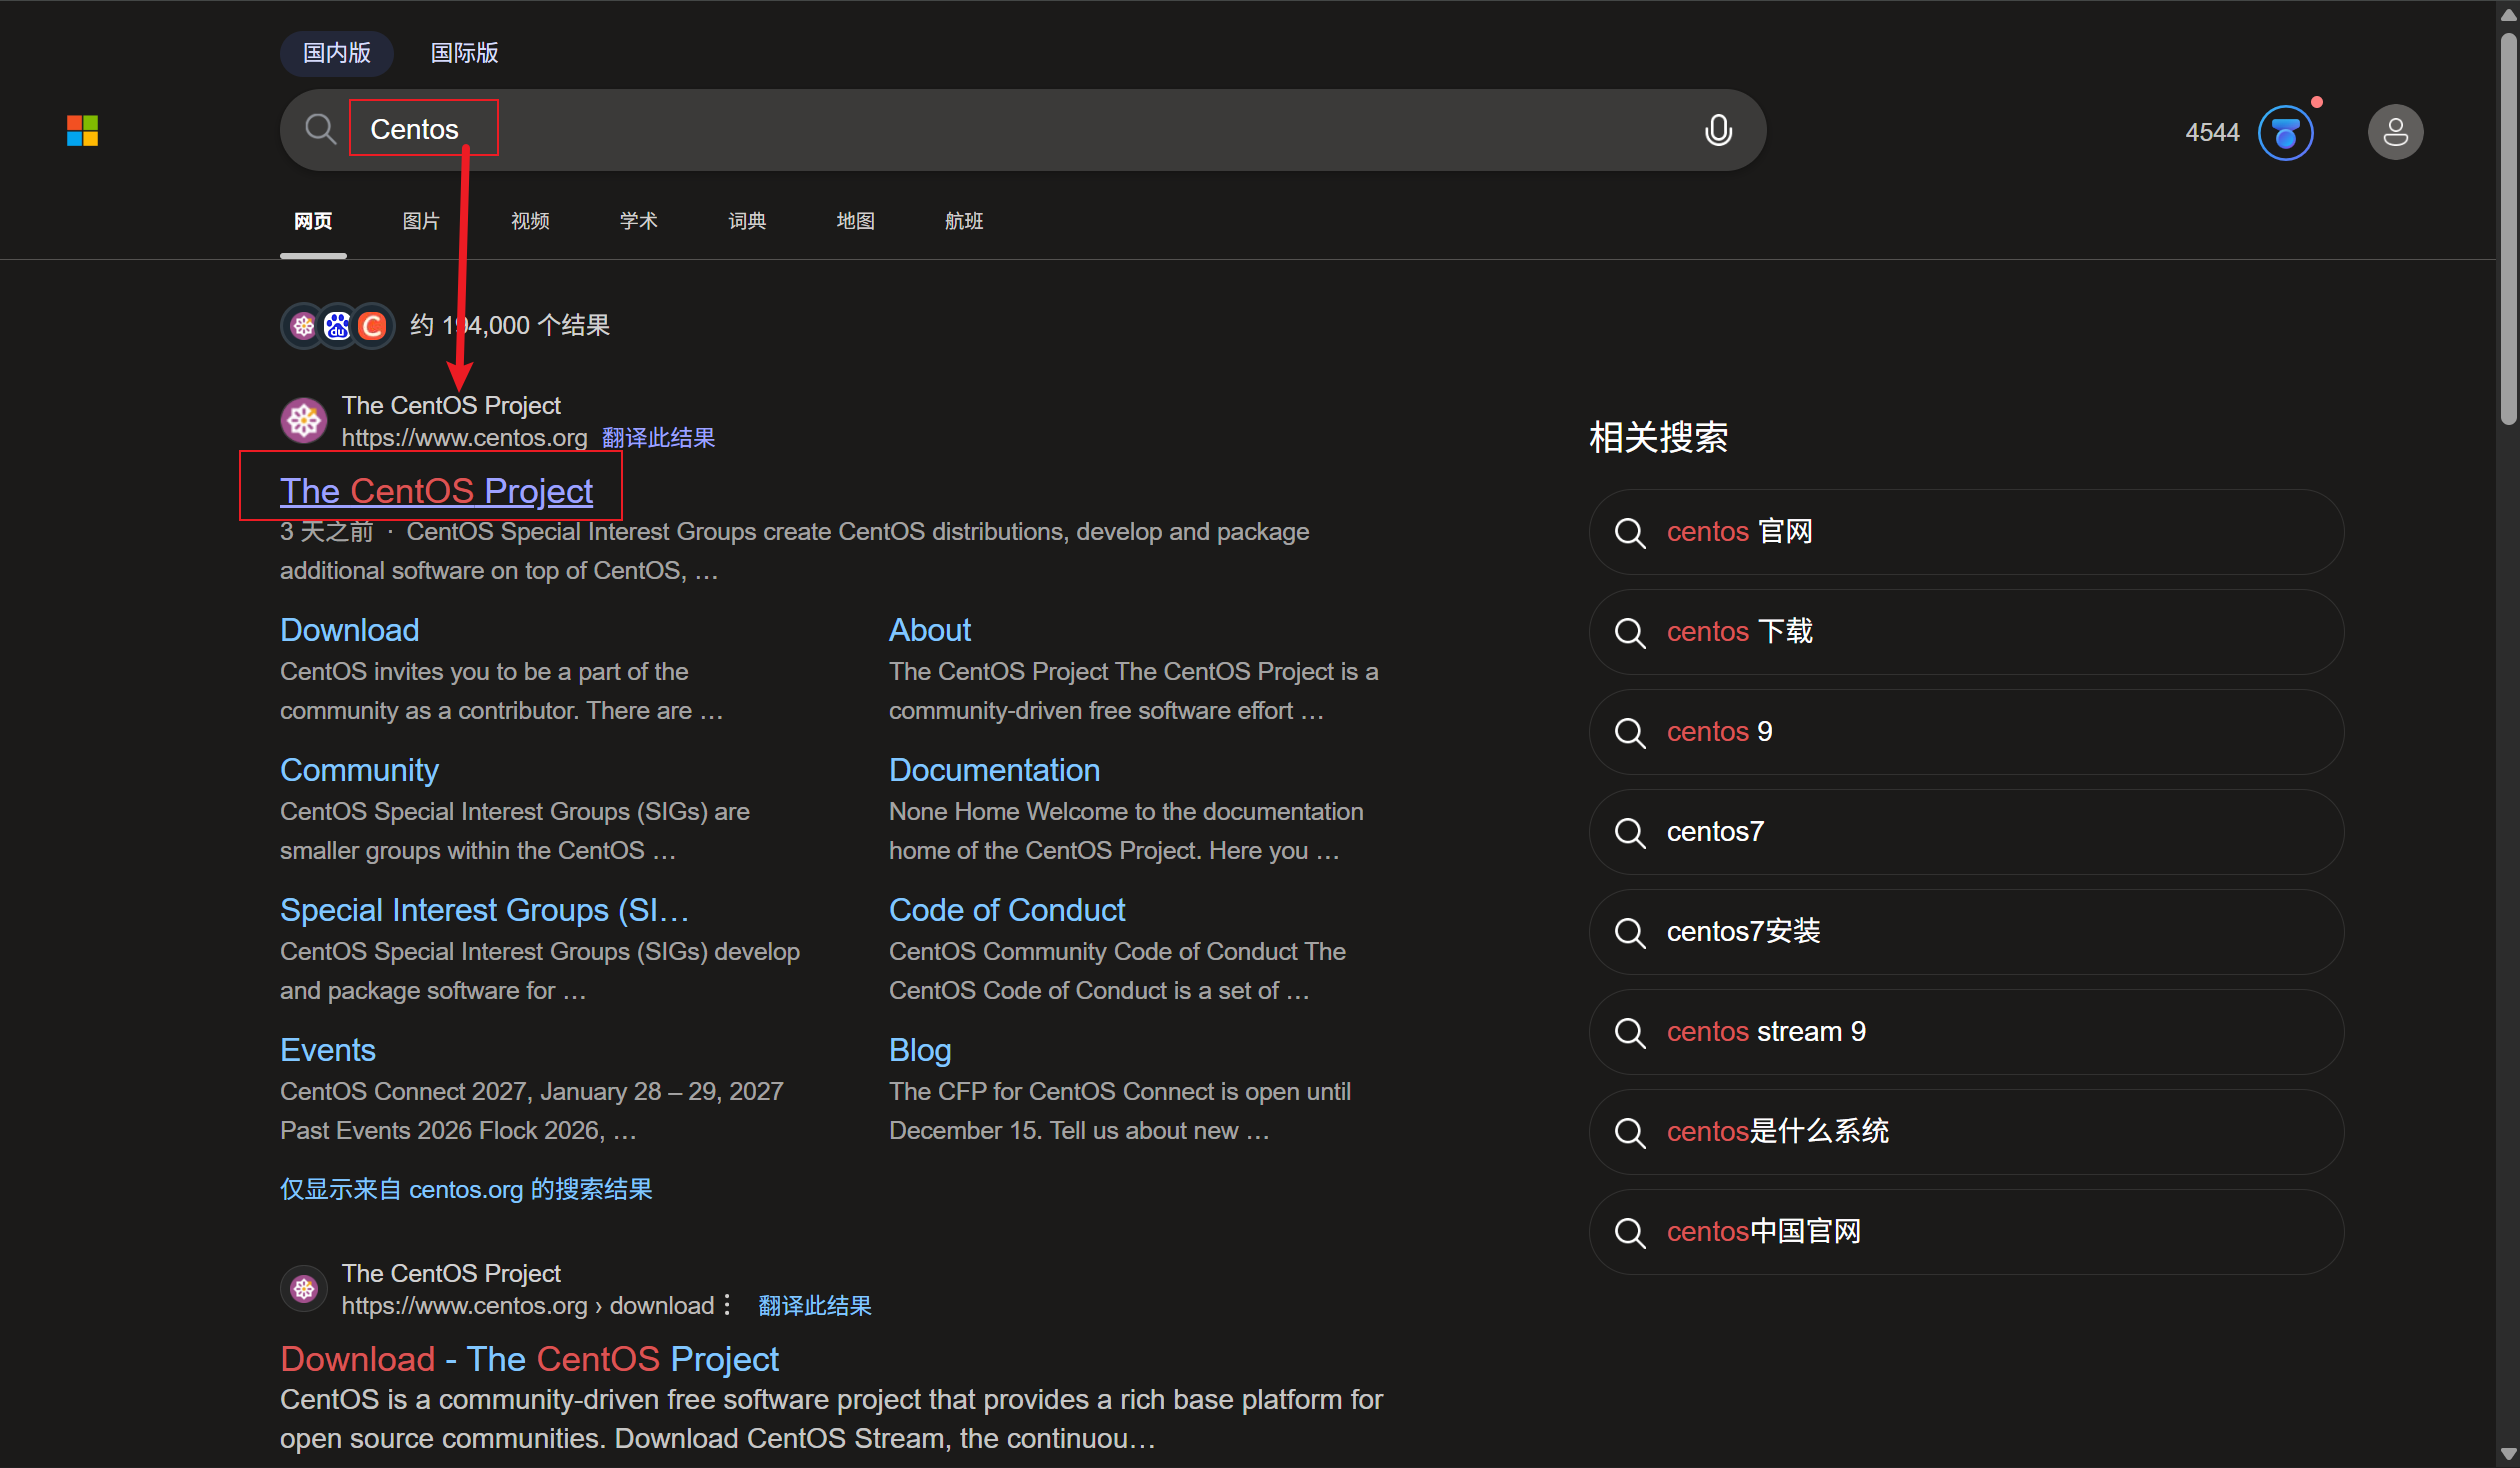 国内版 国际版
Centos
4544
网页 图片 视频 学术 词典 地图 航班
约 194,000 个结果
The CentOS Project
https://www.centos.org 翻译此结果
The CentOS Project
3 天之前 · CentOS Special Interest Groups create CentOS distributions, develop and package
additional software on top of CentOS, …
Download
CentOS invites you to be a part of the
community as a contributor. There are …
About
The CentOS Project The CentOS Project is a
community-driven free software effort …
Community
CentOS Special Interest Groups (SIGs) are
smaller groups within the CentOS …
Documentation
None Home Welcome to the documentation
home of the CentOS Project. Here you …
Special Interest Groups (SI…
CentOS Special Interest Groups (SIGs) develop
and package software for …
Code of Conduct
CentOS Community Code of Conduct The
CentOS Code of Conduct is a set of …
Events
CentOS Connect 2027, January 28 – 29, 2027
Past Events 2026 Flock 2026, …
Blog
The CFP for CentOS Connect is open until
December 15. Tell us about new …
仅显示来自 centos.org 的搜索结果
The CentOS Project
https://www.centos.org › download 翻译此结果
Download - The CentOS Project
CentOS is a community-driven free software project that provides a rich base platform for
open source communities. Download CentOS Stream, the continuou…
相关搜索
centos 官网
centos 下载
centos 9
centos7
centos7安装
centos stream 9
centos是什么系统
centos中国官网